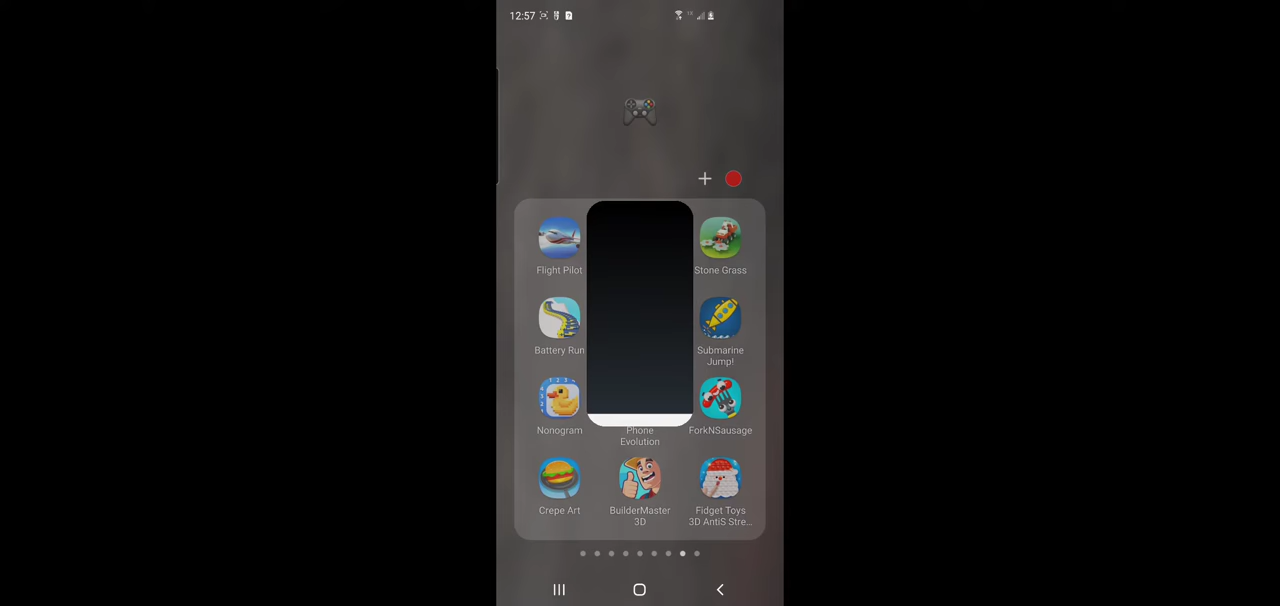 12:57
Flight Pilot
Stone Grass
Battery Run
Submarine
Jump!
Nonogram
Phone
Evolution
ForkNSausage
Crepe Art
BuilderMaster
3D
Fidget Toys
3D AntiS Stre...